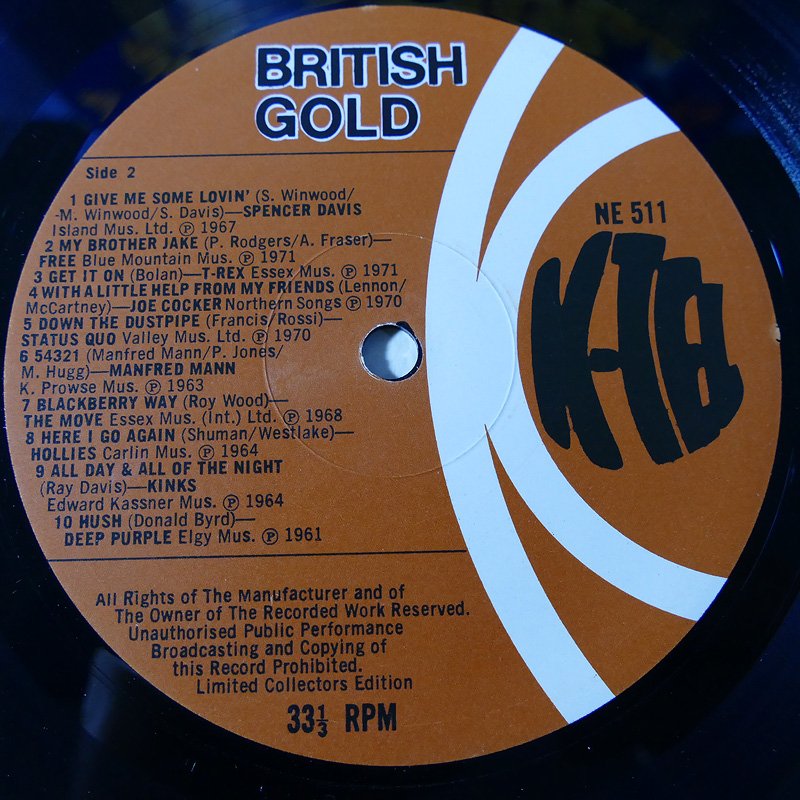 BRITISH
GOLD
Side 2
1 GIVE ME SOME LOVIN' (S. Winwood/
-M. Winwood/S. Davis)—SPENCER DAVIS
Island Mus. Ltd. ℗ 1967
2 MY BROTHER JAKE (P. Rodgers/A. Fraser)—
FREE Blue Mountain Mus. ℗ 1971
3 GET IT ON (Bolan)—T-REX Essex Mus. ℗ 1971
4 WITH A LITTLE HELP FROM MY FRIENDS (Lennon/
McCartney)—JOE COCKER Northern Songs ℗ 1970
5 DOWN THE DUSTPIPE (Francis/Rossi)—
STATUS QUO Valley Mus. Ltd. ℗ 1970
6 54321 (Manfred Mann/P. Jones/
M. Hugg)—MANFRED MANN
K. Prowse Mus. ℗ 1963
7 BLACKBERRY WAY (Roy Wood)—
THE MOVE Essex Mus. (Int.) Ltd. ℗ 1968
8 HERE I GO AGAIN (Shuman/Westlake)—
HOLLIES Carlin Mus. ℗ 1964
9 ALL DAY & ALL OF THE NIGHT
(Ray Davis)—KINKS
Edward Kassner Mus. ℗ 1964
10 HUSH (Donald Byrd)—
DEEP PURPLE Elgy Mus. ℗ 1961
All Rights of The Manufacturer and of
The Owner of The Recorded Work Reserved.
Unauthorised Public Performance
Broadcasting and Copying of
this Record Prohibited.
Limited Collectors Edition
33⅓ RPM
NE 511
K-TEL